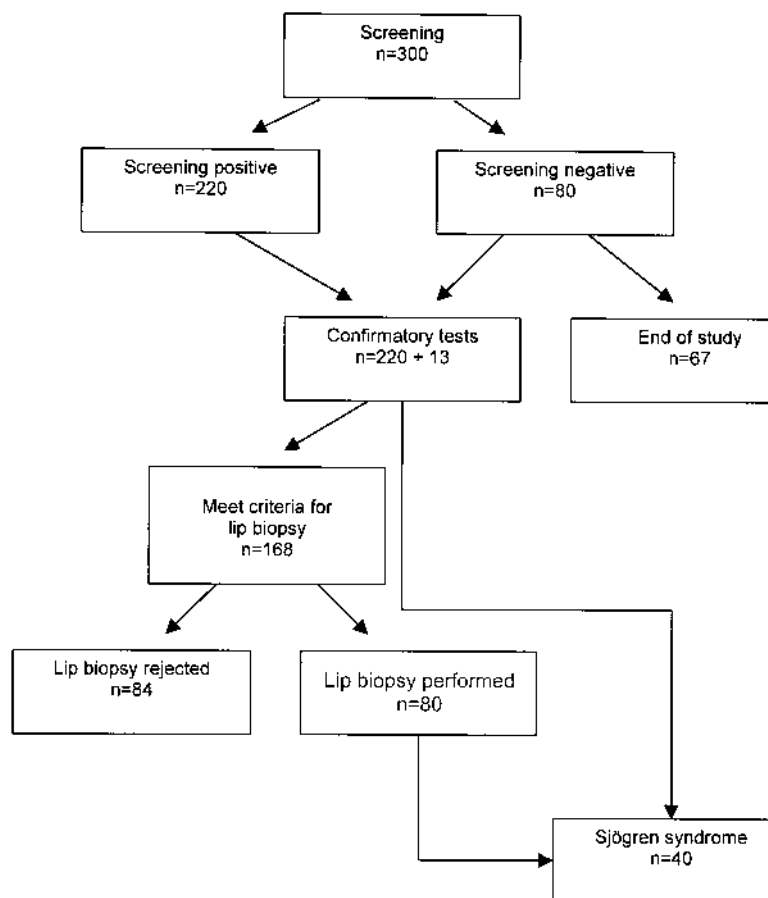 Screening
n=300
Screening positive
n=220
Screening negative
n=80
Confirmatory tests
n=220 + 13
End of study
n=67
Meet criteria for
lip biopsy
n=168
Lip biopsy rejected
n=84
Lip biopsy performed
n=80
Sjögren syndrome
n=40